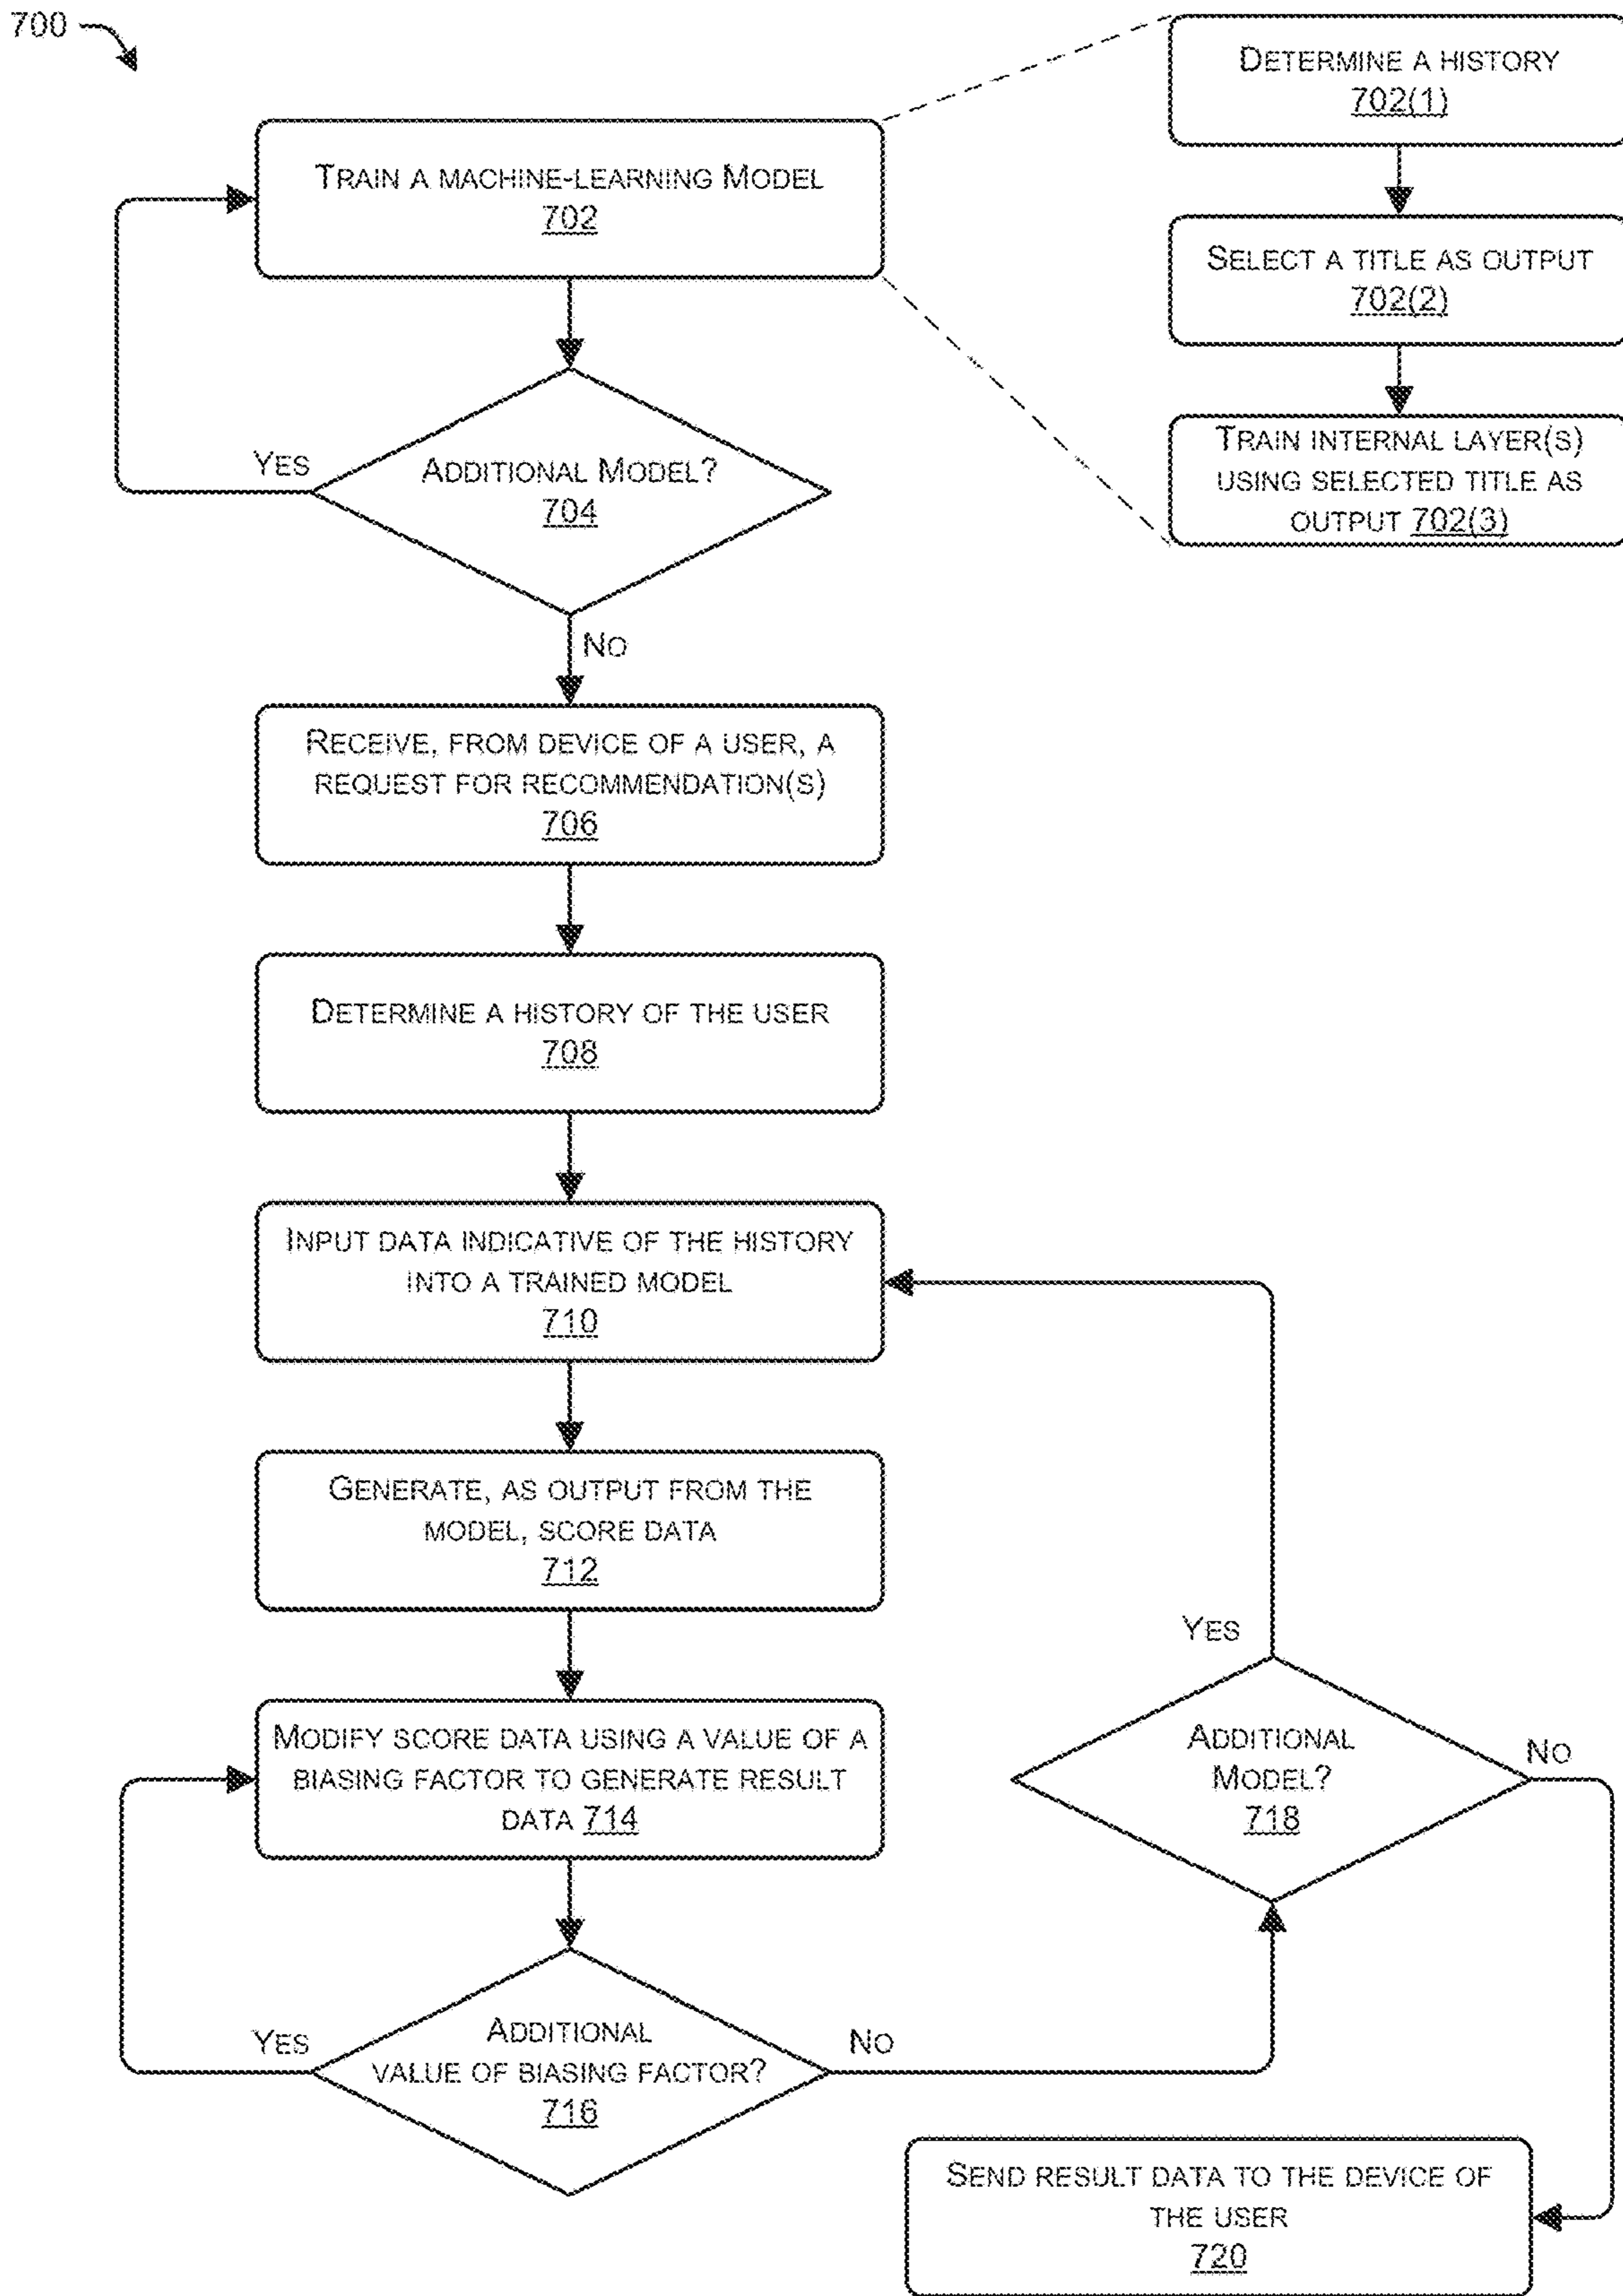 700
TRAIN A MACHINE-LEARNING MODEL
702
DETERMINE A HISTORY
702(1)
SELECT A TITLE AS OUTPUT
702(2)
TRAIN INTERNAL LAYER(S)
USING SELECTED TITLE AS
OUTPUT 702(3)
YES
ADDITIONAL MODEL?
704
NO
RECEIVE, FROM DEVICE OF A USER, A
REQUEST FOR RECOMMENDATION(S)
706
DETERMINE A HISTORY OF THE USER
708
INPUT DATA INDICATIVE OF THE HISTORY
INTO A TRAINED MODEL
710
GENERATE, AS OUTPUT FROM THE
MODEL, SCORE DATA
712
MODIFY SCORE DATA USING A VALUE OF A
BIASING FACTOR TO GENERATE RESULT
DATA 714
YES
ADDITIONAL
VALUE OF BIASING FACTOR?
716
NO
YES
ADDITIONAL
MODEL?
718
NO
SEND RESULT DATA TO THE DEVICE OF
THE USER
720